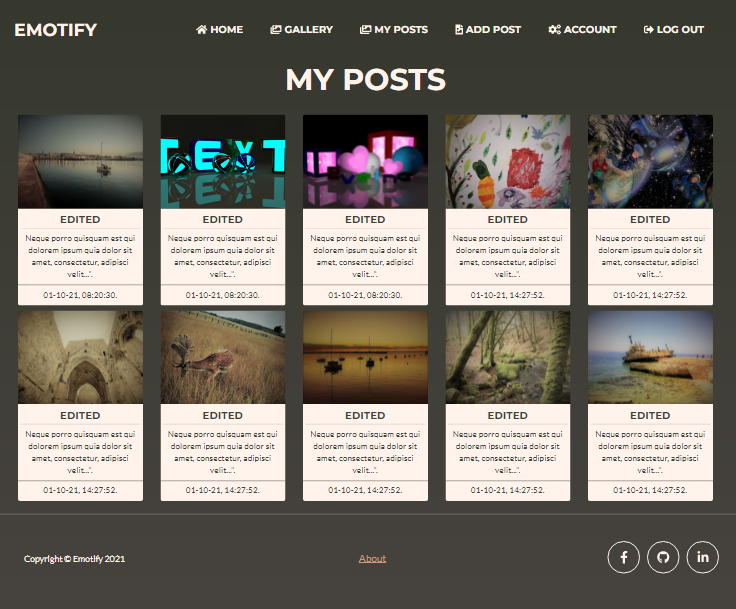 EMOTIFY
HOME GALLERY MY POSTS ADD POST ACCOUNT LOG OUT
MY POSTS
TEXT
EDITED
Neque porro quisquam est qui
dolorem ipsum quia dolor sit
amet, consectetur, adipisci
velit...".
01-10-21, 08:20:30.
EDITED
Neque porro quisquam est qui
dolorem ipsum quia dolor sit
amet, consectetur, adipisci
velit...".
01-10-21, 08:20:30.
EDITED
Neque porro quisquam est qui
dolorem ipsum quia dolor sit
amet, consectetur, adipisci
velit...".
01-10-21, 08:20:30.
EDITED
Neque porro quisquam est qui
dolorem ipsum quia dolor sit
amet, consectetur, adipisci
velit...".
01-10-21, 14:27:52.
EDITED
Neque porro quisquam est qui
dolorem ipsum quia dolor sit
amet, consectetur, adipisci
velit...".
01-10-21, 14:27:52.
EDITED
Neque porro quisquam est qui
dolorem ipsum quia dolor sit
amet, consectetur, adipisci
velit...".
01-10-21, 14:27:52.
EDITED
Neque porro quisquam est qui
dolorem ipsum quia dolor sit
amet, consectetur, adipisci
velit...".
01-10-21, 14:27:52.
EDITED
Neque porro quisquam est qui
dolorem ipsum quia dolor sit
amet, consectetur, adipisci
velit...".
01-10-21, 14:27:52.
EDITED
Neque porro quisquam est qui
dolorem ipsum quia dolor sit
amet, consectetur, adipisci
velit...".
01-10-21, 14:27:52.
EDITED
Neque porro quisquam est qui
dolorem ipsum quia dolor sit
amet, consectetur, adipisci
velit...".
01-10-21, 14:27:52.
Copyright © Emotify 2021
About